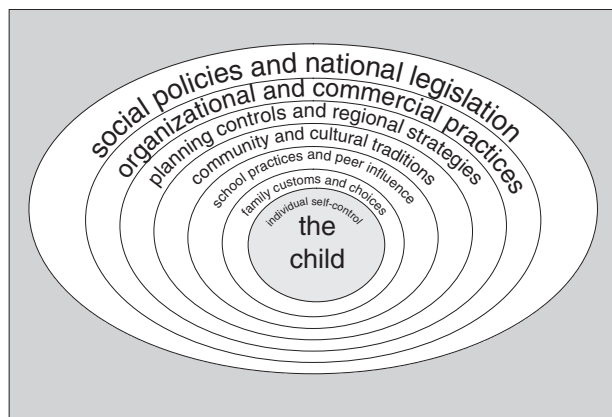 social policies and national legislation
organizational and commercial practices
planning controls and regional strategies
community and cultural traditions
school practices and peer influence
family customs and choices
individual self-control
the
child